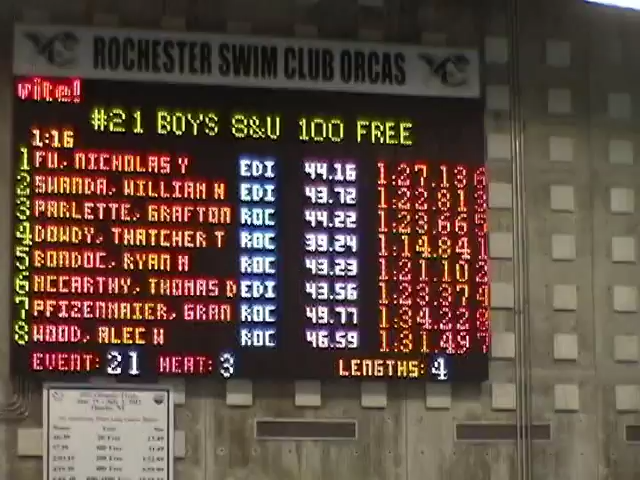 ROCHESTER SWIM CLUB ORCAS
#21 BOYS 8&U 100 FREE
1:16
1 FU, NICHOLAS Y EDI 44.16 1:27.13 6
2 SWANDA, WILLIAM N EDI 43.72 1:22.81 3
3 PARLETTE, GRAFTON ROC 44.22 1:23.66 5
4 DOWDY, THATCHER T ROC 39.24 1:14.84 1
5 BONDOC, RYAN M ROC 43.23 1:21.10 2
6 MCCARTHY, THOMAS D EDI 43.56 1:23.37 4
7 PFIZENMAIER, GRAN ROC 49.77 1:34.22 8
8 WOOD, ALEC W ROC 46.59 1:31.49 7
EVENT: 21 HEAT: 3 LENGTHS: 4